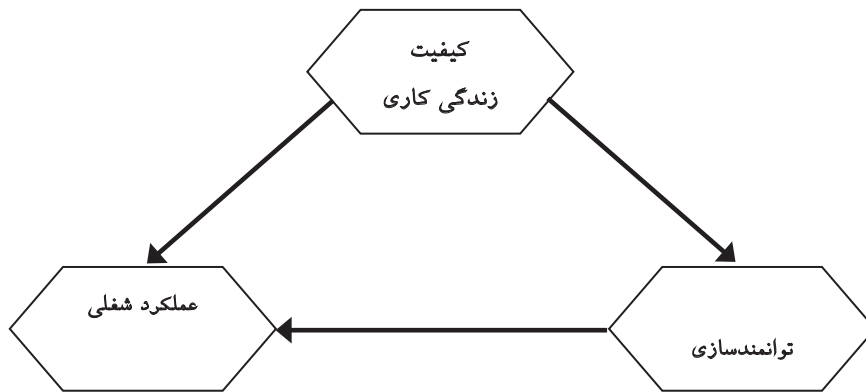 کیفیت
زندگی کاری
عملکرد شغلی
توانمندسازی